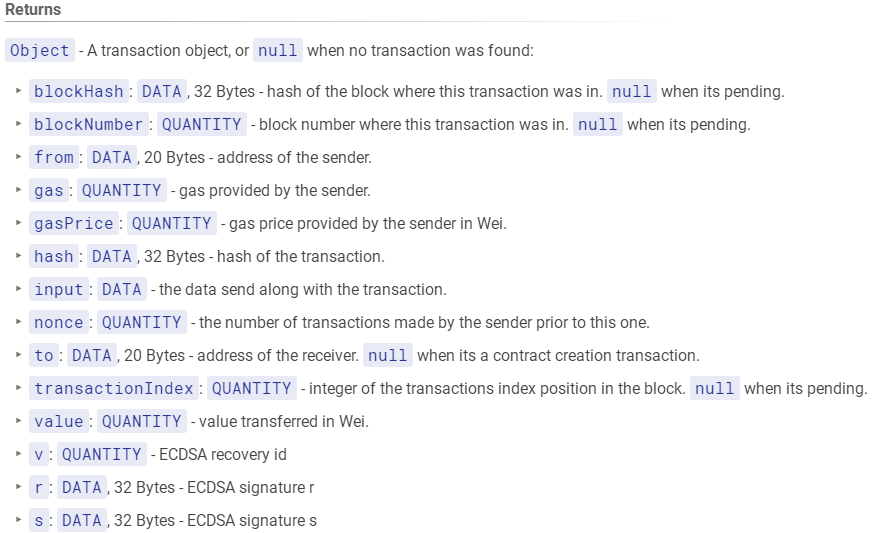 Returns
Object - A transaction object, or null when no transaction was found:
‣ blockHash: DATA, 32 Bytes - hash of the block where this transaction was in. null when its pending.
‣ blockNumber: QUANTITY - block number where this transaction was in. null when its pending.
‣ from: DATA, 20 Bytes - address of the sender.
‣ gas: QUANTITY - gas provided by the sender.
‣ gasPrice: QUANTITY - gas price provided by the sender in Wei.
‣ hash: DATA, 32 Bytes - hash of the transaction.
‣ input: DATA - the data send along with the transaction.
‣ nonce: QUANTITY - the number of transactions made by the sender prior to this one.
‣ to: DATA, 20 Bytes - address of the receiver. null when its a contract creation transaction.
‣ transactionIndex: QUANTITY - integer of the transactions index position in the block. null when its pending.
‣ value: QUANTITY - value transferred in Wei.
‣ v: QUANTITY - ECDSA recovery id
‣ r: DATA, 32 Bytes - ECDSA signature r
‣ s: DATA, 32 Bytes - ECDSA signature s